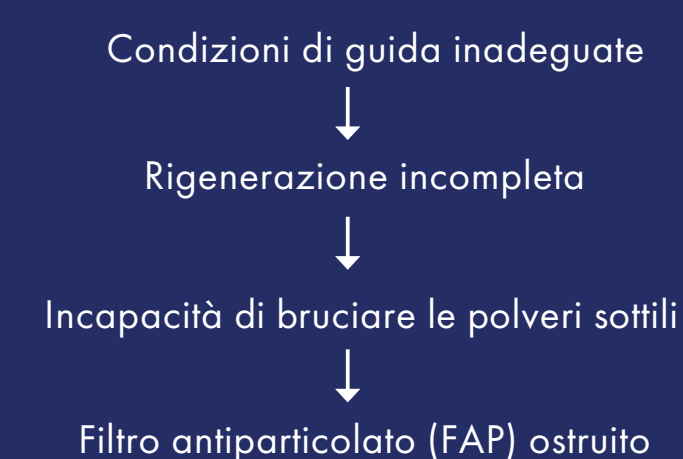 Condizioni di guida inadeguate
Rigenerazione incompleta
Incapacità di bruciare le polveri sottili
Filtro antiparticolato (FAP) ostruito